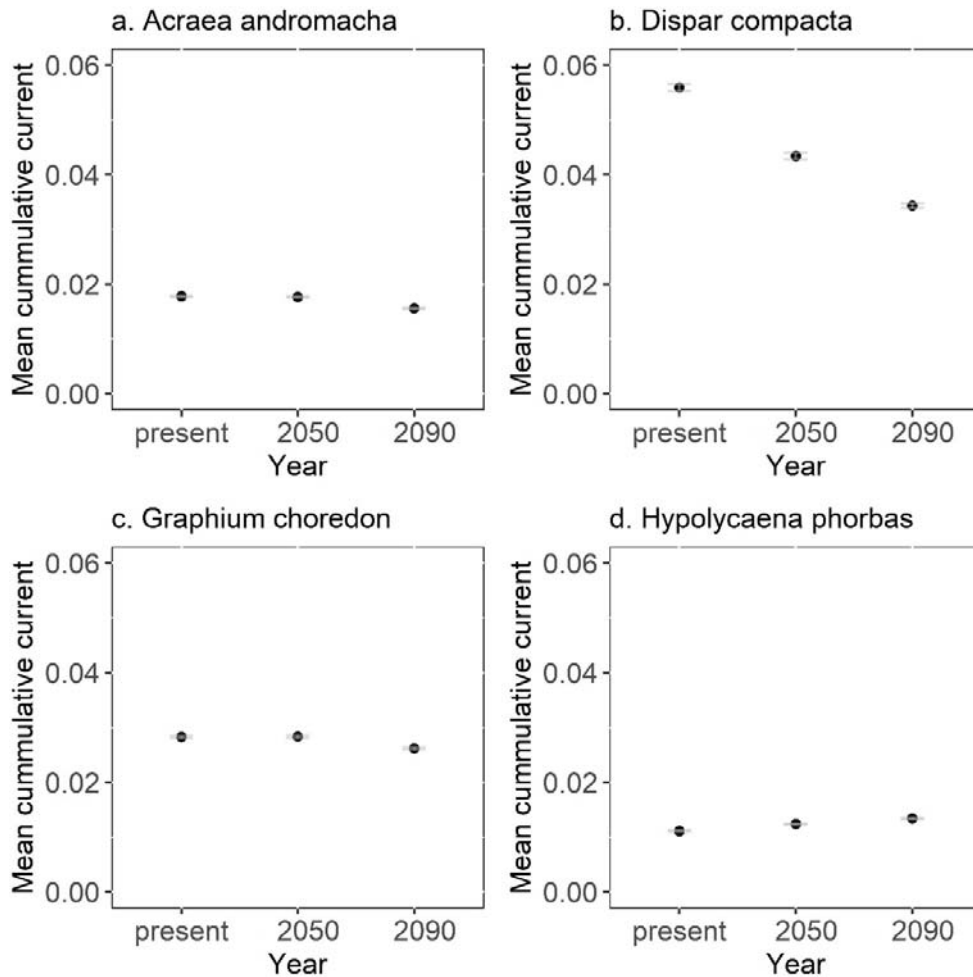 a. Acraea andromacha
Mean cummulative current
0.06
0.04
0.02
0.00
present 2050 2090
Year
b. Dispar compacta
Mean cummulative current
0.06
0.04
0.02
0.00
present 2050 2090
Year
c. Graphium choredon
Mean cummulative current
0.06
0.04
0.02
0.00
present 2050 2090
Year
d. Hypolycaena phorbas
Mean cummulative current
0.06
0.04
0.02
0.00
present 2050 2090
Year